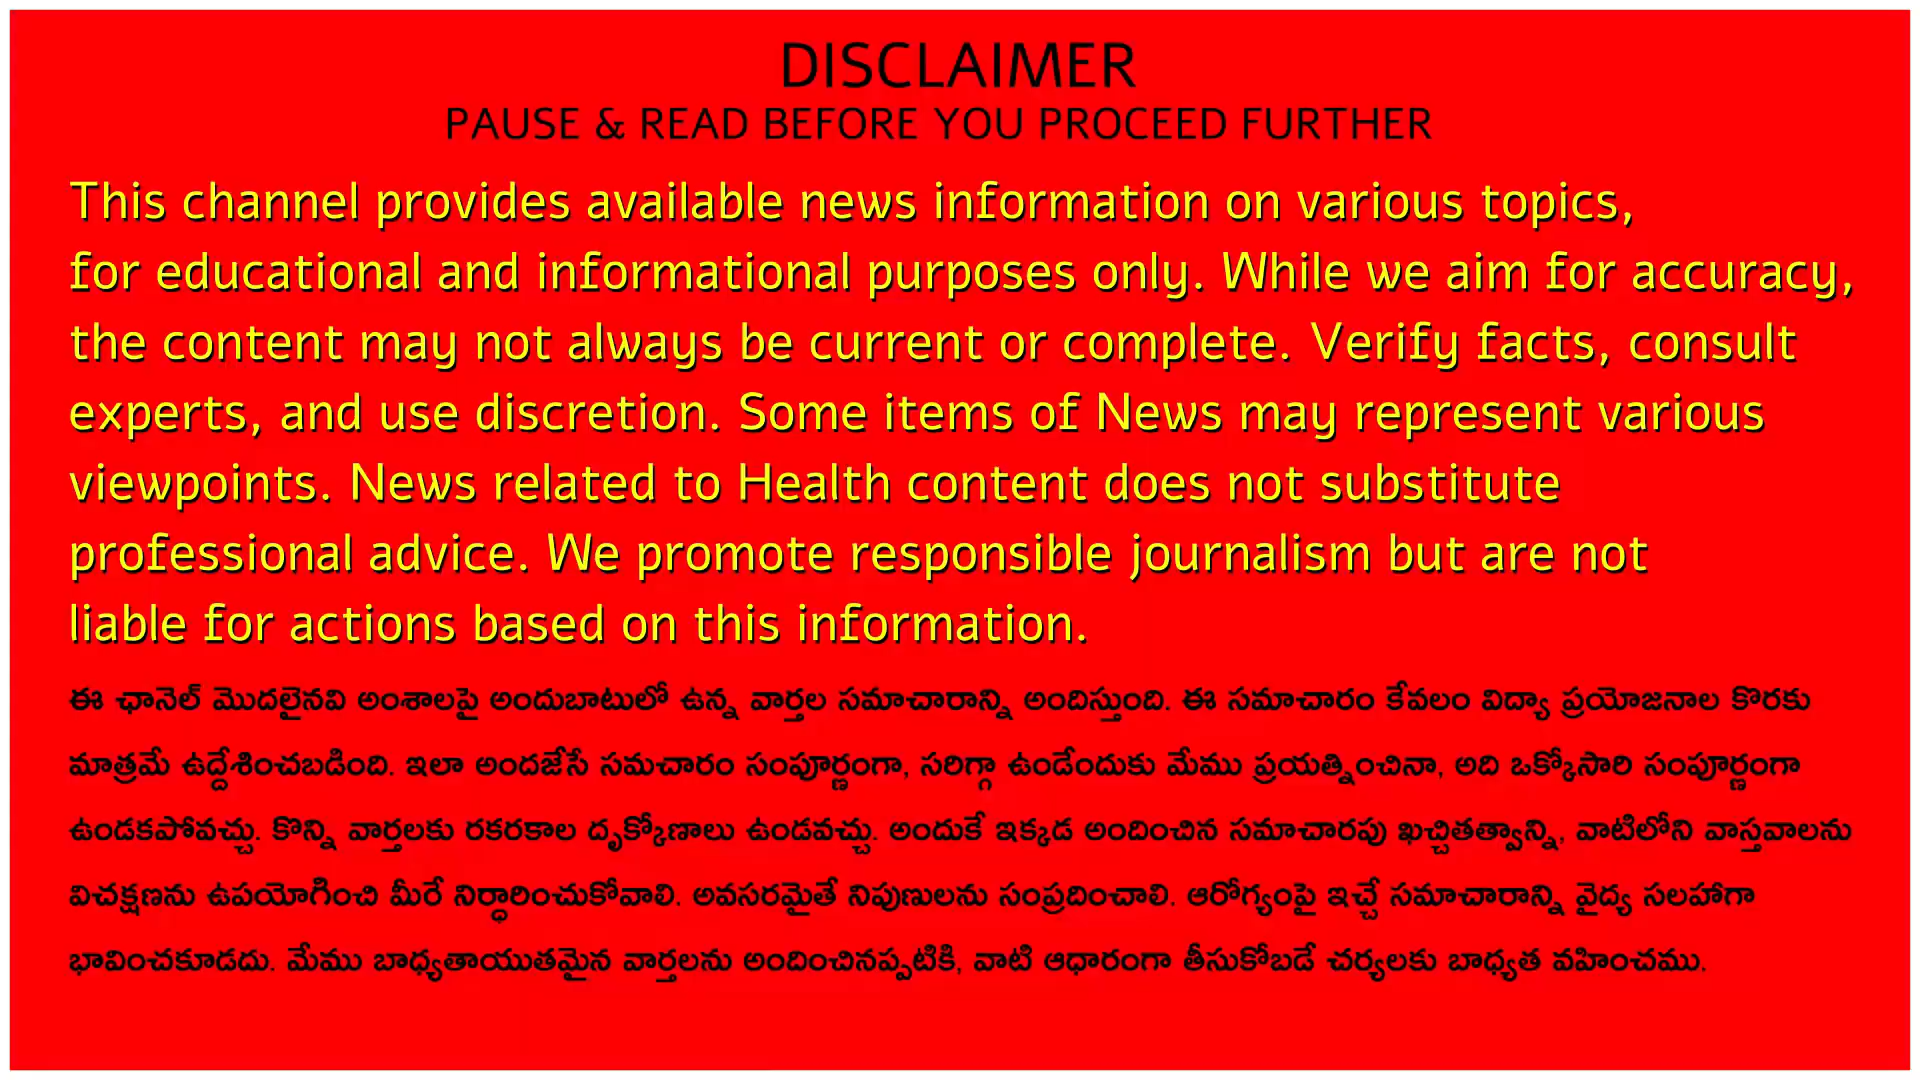 DISCLAIMER
PAUSE & READ BEFORE YOU PROCEED FURTHER
This channel provides available news information on various topics,
for educational and informational purposes only. While we aim for accuracy,
the content may not always be current or complete. Verify facts, consult
experts, and use discretion. Some items of News may represent various
viewpoints. News related to Health content does not substitute
professional advice. We promote responsible journalism but are not
liable for actions based on this information.
ఈ ఛానెల్ మొదలైనవి అంశాలపై అందుబాటులో ఉన్న వార్తల సమాచారాన్ని అందిస్తుంది. ఈ సమాచారం కేవలం విద్యా ప్రయోజనాల కొరకు
మాత్రమే ఉద్దేశించబడింది. ఇలా అందజేసే సమచారం సంపూర్ణంగా, సరిగ్గా ఉండేందుకు మేము ప్రయత్నించినా, అది ఒక్కోసారి సంపూర్ణంగా
ఉండకపోవచ్చు. కొన్ని వార్తలకు రకరకాల దృక్కోణాలు ఉండవచ్చు. అందుకే ఇక్కడ అందించిన సమాచారపు ఖచ్చితత్వాన్ని, వాటిలోని వాస్తవాలను
విచక్షణను ఉపయోగించి మీరే నిర్ధారించుకోవాలి. అవసరమైతే నిపుణులను సంప్రదించాలి. ఆరోగ్యంపై ఇచ్చే సమాచారాన్ని వైద్య సలహాగా
భావించకూడదు. మేము బాధ్యతాయుతమైన వార్తలను అందించినప్పటికి, వాటి ఆధారంగా తీసుకోబడే చర్యలకు బాధ్యత వహించము.